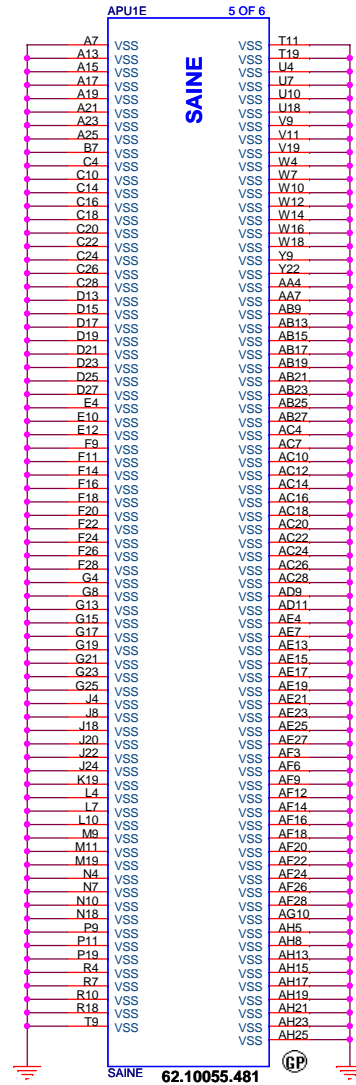 APU1E 5 OF 6
SAINE
A7 VSS VSS T11
A13 VSS VSS T19
A15 VSS VSS U4
A17 VSS VSS U7
A19 VSS VSS U10
A21 VSS VSS U18
A23 VSS VSS V9
A25 VSS VSS V11
B7 VSS VSS V19
C4 VSS VSS W4
C10 VSS VSS W7
C14 VSS VSS W10
C16 VSS VSS W12
C18 VSS VSS W14
C20 VSS VSS W16
C22 VSS VSS W18
C24 VSS VSS Y9
C26 VSS VSS Y22
C28 VSS VSS AA4
D13 VSS VSS AA7
D15 VSS VSS AB9
D17 VSS VSS AB13
D19 VSS VSS AB15
D21 VSS VSS AB17
D23 VSS VSS AB19
D25 VSS VSS AB21
D27 VSS VSS AB23
E4 VSS VSS AB25
E10 VSS VSS AB27
E12 VSS VSS AC4
F9 VSS VSS AC7
F11 VSS VSS AC10
F14 VSS VSS AC12
F16 VSS VSS AC14
F18 VSS VSS AC16
F20 VSS VSS AC18
F22 VSS VSS AC20
F24 VSS VSS AC22
F26 VSS VSS AC24
F28 VSS VSS AC26
G4 VSS VSS AC28
G8 VSS VSS AD9
G13 VSS VSS AD11
G15 VSS VSS AE4
G17 VSS VSS AE7
G19 VSS VSS AE13
G21 VSS VSS AE15
G23 VSS VSS AE17
G25 VSS VSS AE19
J4 VSS VSS AE21
J8 VSS VSS AE23
J18 VSS VSS AE25
J20 VSS VSS AE27
J22 VSS VSS AF3
J24 VSS VSS AF6
K19 VSS VSS AF9
L4 VSS VSS AF12
L7 VSS VSS AF14
L10 VSS VSS AF16
M9 VSS VSS AF18
M11 VSS VSS AF20
M19 VSS VSS AF22
N4 VSS VSS AF24
N7 VSS VSS AF26
N10 VSS VSS AF28
N18 VSS VSS AG10
P9 VSS VSS AH5
P11 VSS VSS AH8
P19 VSS VSS AH13
R4 VSS VSS AH15
R7 VSS VSS AH17
R10 VSS VSS AH19
R18 VSS VSS AH21
T9 VSS VSS AH23
VSS AH25
GP
SAINE 62.10055.481